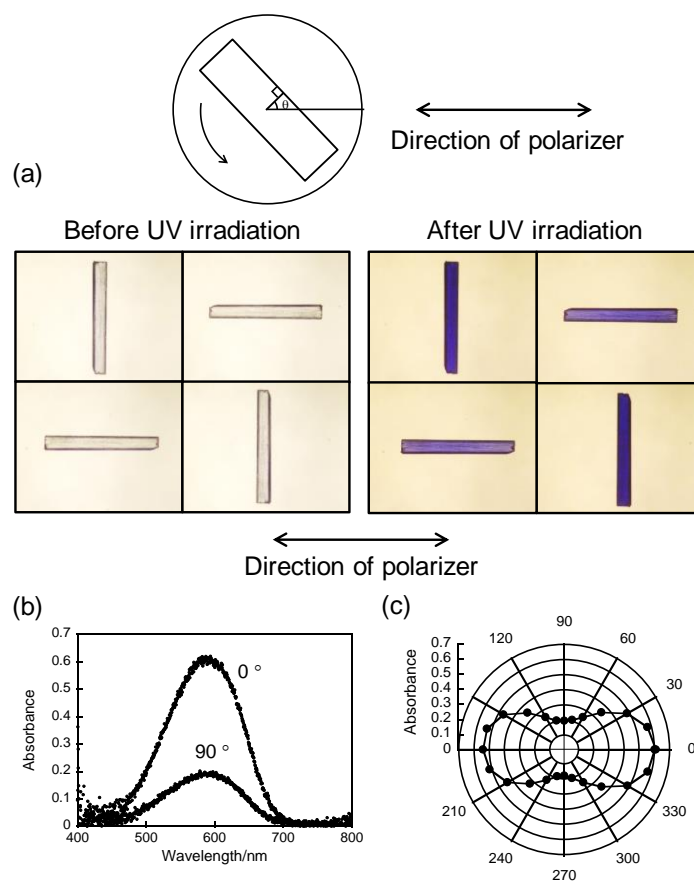 θ
Direction of polarizer
(a)
Before UV irradiation
After UV irradiation
Direction of polarizer
(b)
0.7
0.6
0.5
0.4
0.3
0.2
0.1
0
Absorbance
0 °
90 °
400 500 600 700 800
Wavelength/nm
(c)
90
120 60
30
0
330
300
270
240
210
0.7
0.6
0.5
0.4
0.3
0.2
0.1
0
Absorbance